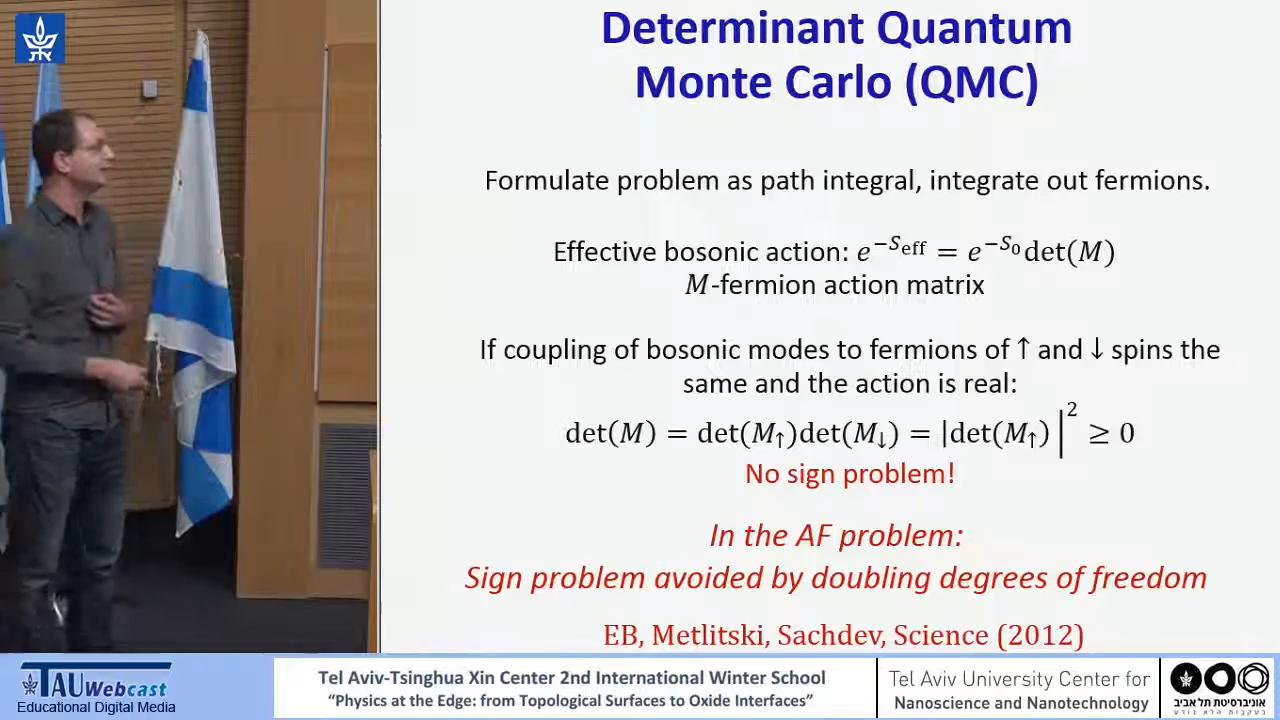 Determinant Quantum
Monte Carlo (QMC)
Formulate problem as path integral, integrate out fermions.
Effective bosonic action: e^{−S_eff} = e^{−S_0}det(M)
M-fermion action matrix
If coupling of bosonic modes to fermions of ↑ and ↓ spins the
same and the action is real:
det(M) = det(M↑)det(M↓) = |det(M↑)|² ≥ 0
No sign problem!
In the AF problem:
Sign problem avoided by doubling degrees of freedom
EB, Metlitski, Sachdev, Science (2012)
TAU Webcast
Educational Digital Media
Tel Aviv-Tsinghua Xin Center 2nd International Winter School
“Physics at the Edge: from Topological Surfaces to Oxide Interfaces”
Tel Aviv University Center for
Nanoscience and Nanotechnology
אוניברסיטת תל אביב